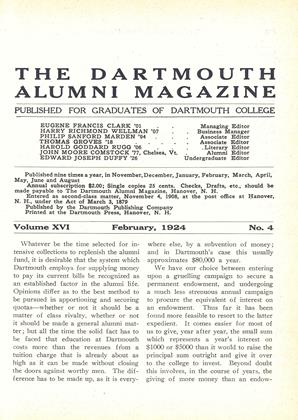 THE DARTMOUTH
ALUMNI MAGAZINE
PUBLISHED FOR GRADUATES OF DARTMOUTH COLLEGE
EUGENE FRANCIS CLARK '01 Managing Editor
HARRY RICHMOND WELLMAN '07 Business Manager
PHILIP SANFORD MARDEN '94 Associate Editor
THOMAS GROVES '18 Associate Editor
HAROLD GODDARD RUGG '06 Literary Editor
JOHN MOORE COMSTOCK '77, Chelsea, Vt. Alumni Editor
EDWARD JOSEPH DUFFY '26 Undergraduate Editor
Published nine times a year, in November, December, January, February, March, April,
May, June and August
Annual subscription $2.00; Single copies 25 cents. Checks, Drafts, etc., should be
made payable to The Dartmouth Alumni Magazine, Hanover, N. H.
Entered as second-class matter, November 4, 1908, at the post office at Hanover,
N. H., under the Act of March 3, 1879
Published by the Dartmouth Publishing Company
Printed at the Dartmouth Press, Hanover, N. H.
Volume XVI February, 1924 No. 4
Whatever be the time selected for in-
tensive collections to replenish the alumni
fund, it is desirable that the system which
Dartmouth employs for supplying money
to pay its current bills be recognized as
an established factor in the alumni life.
Opinions differ as to the best method to
be pursued in apportioning and securing
quotas—whether or not it should be a
matter of class rivalry, whether or not
it should be made a general alumni mat-
ter; but all the time the solid fact has to
be faced that education at Dartmouth
costs more than the revenues from a
tuition charge that is already about as
high as it can be made without closing
the doors against worthy men. The dif-
ference has to be made up, as it is every-
where else, by a subvention of money;
and in Dartmouth's case this usually
approximates $80,000 a year.
We have our choice between entering
upon a gruelling campaign to secure a
permanent endowment, and undergoing
a much less strenuous annual campaign
to procure the equivalent of interest on
an endowment. Thus far it has been
found more feasible to resort to the latter
expedient. It comes easier for most of
us to give, year after year, the small sum
which represents a year's interest on
$1000 or $5000 than it would to raise the
principal sum outright and give it over
to the college to invest. Beyond doubt
this involves, in the course of years, the
giving of more money than an endow-